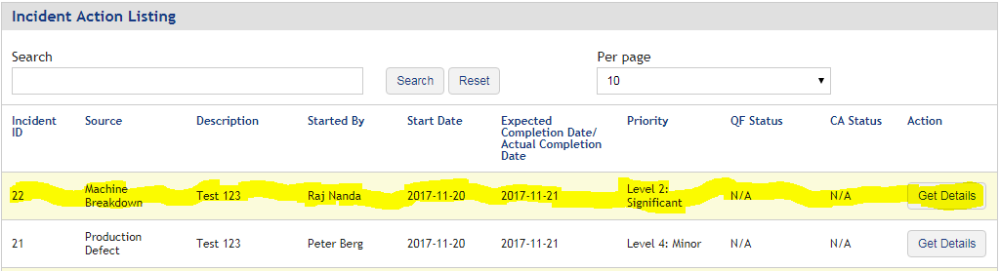 Incident Action Listing
Search Per page
Search Reset 10
Incident ID Source Description Started By Start Date Expected Completion Date/ Actual Completion Date Priority QF Status CA Status Action
22 Machine Breakdown Test 123 Raj Nanda 2017-11-20 2017-11-21 Level 2: Significant N/A N/A Get Details
21 Production Defect Test 123 Peter Berg 2017-11-20 2017-11-21 Level 4: Minor N/A N/A Get Details